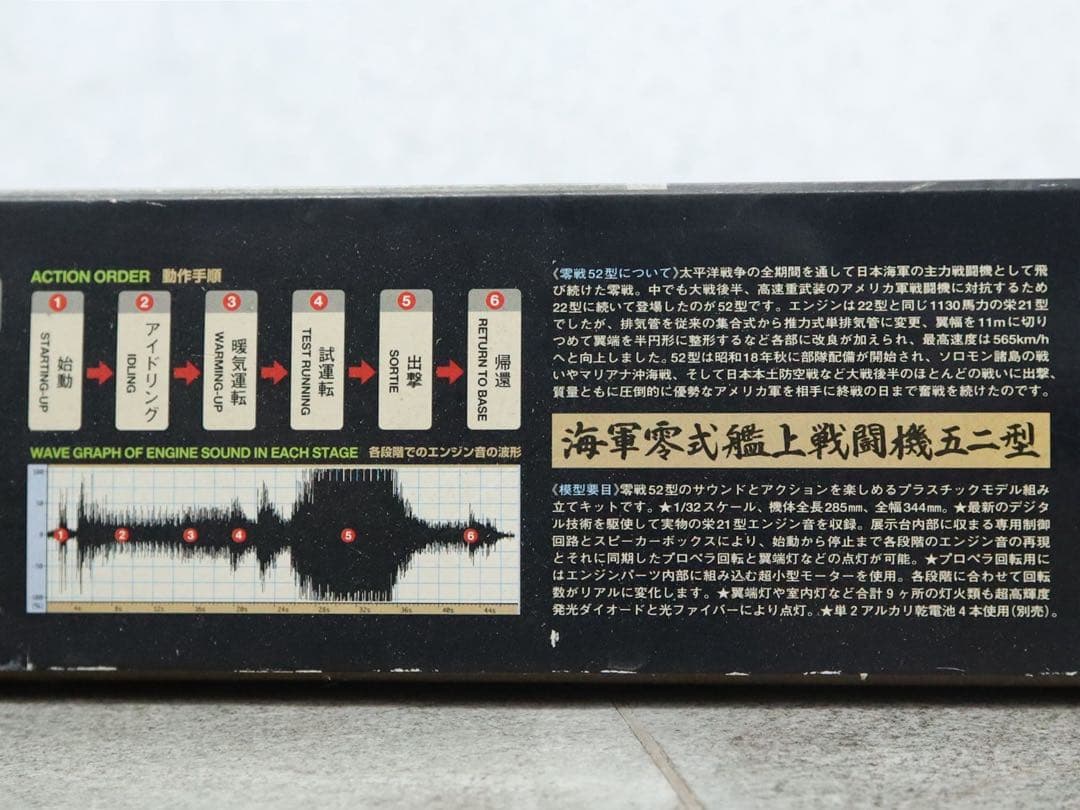 ACTION ORDER 動作手順
1 始動 STARTING-UP
2 アイドリング IDLING
3 暖気運転 WARMING-UP
4 試運転 TEST RUNNING
5 出撃 SORTIE
6 帰還 RETURN TO BASE
WAVE GRAPH OF ENGINE SOUND IN EACH STAGE 各段階でのエンジン音の波形
1 2 3 4 5 6
4s 8s 12s 16s 20s 24s 28s 32s 36s 40s 44s
《零戦52型について》太平洋戦争の全期間を通して日本海軍の主力戦闘機として飛
び続けた零戦。中でも大戦後半、高速重武装のアメリカ軍戦闘機に対抗するため
22型に続いて登場したのが52型です。エンジンは22型と同じ1130馬力の栄21型
でしたが、排気管を従来の集合式から推力式単排気管に変更、翼幅を11mに切り
つめて翼端を半円形に整形するなど各部に改良が加えられ、最高速度は565km/h
へと向上しました。52型は昭和18年秋に部隊配備が開始され、ソロモン諸島の戦
いやマリアナ沖海戦、そして日本本土防空戦など大戦後半のほとんどの戦いに出撃、
質量ともに圧倒的に優勢なアメリカ軍を相手に終戦の日まで奮戦を続けたのです。
海軍零式艦上戦闘機五二型
《模型要目》零戦52型のサウンドとアクションを楽しめるプラスチックモデル組み
立てキットです。★1/32スケール、機体全長285mm、全幅344mm。★最新のデジタ
ル技術を駆使して実物の栄21型エンジン音を収録。展示台内部に収まる専用制御
回路とスピーカーボックスにより、始動から停止まで各段階のエンジン音の再現
とそれに同期したプロペラ回転と翼端灯などの点灯が可能。★プロペラ回転用に
はエンジンパーツ内部に組み込む超小型モーターを使用。各段階に合わせて回転
数がリアルに変化します。★翼端灯や室内灯など合計9ヶ所の灯火類も超高輝度
発光ダイオードと光ファイバーにより点灯。★単2アルカリ乾電池4本使用(別売)。